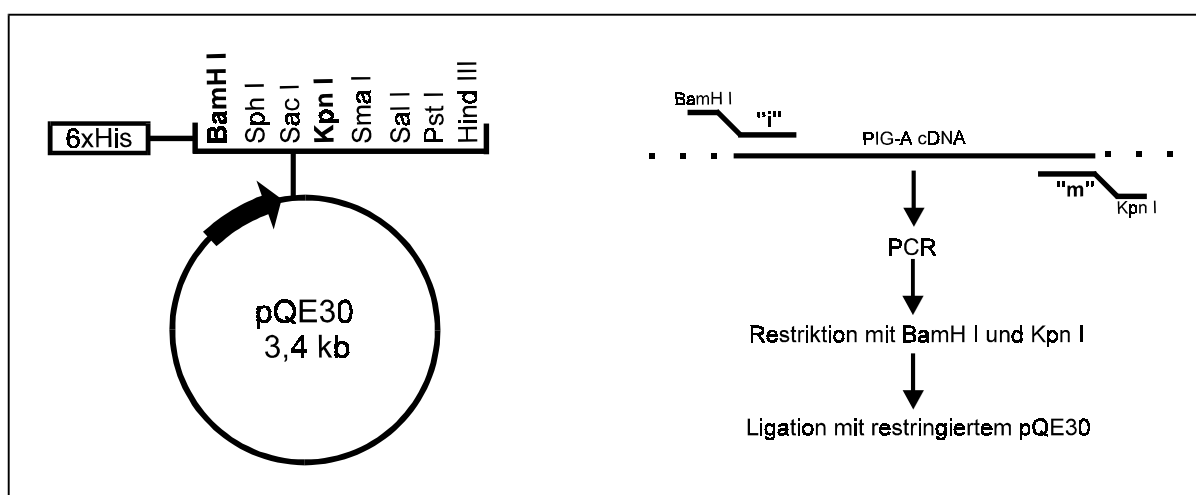 6xHis
BamH I
Sph I
Sac I
Kpn I
Sma I
Sal I
Pst I
Hind III
pQE30
3,4 kb
BamH I
"i"
PIG-A cDNA
"m"
Kpn I
PCR
Restriktion mit BamH I und Kpn I
Ligation mit restringiertem pQE30